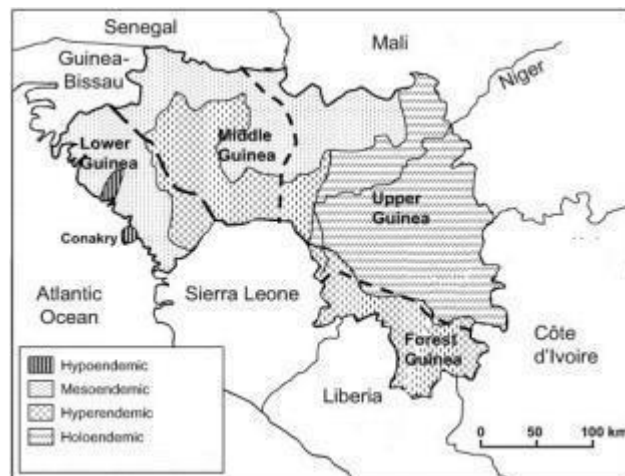 Senegal
Mali
Guinea-
Bissau
Niger
Lower
Guinea
Middle
Guinea
Upper
Guinea
Conakry
Atlantic
Ocean
Sierra Leone
Forest
Guinea
Côte
d'Ivoire
Liberia
Hypoendemic
Mesoendemic
Hyperendemic
Holoendemic
0 50 100 km